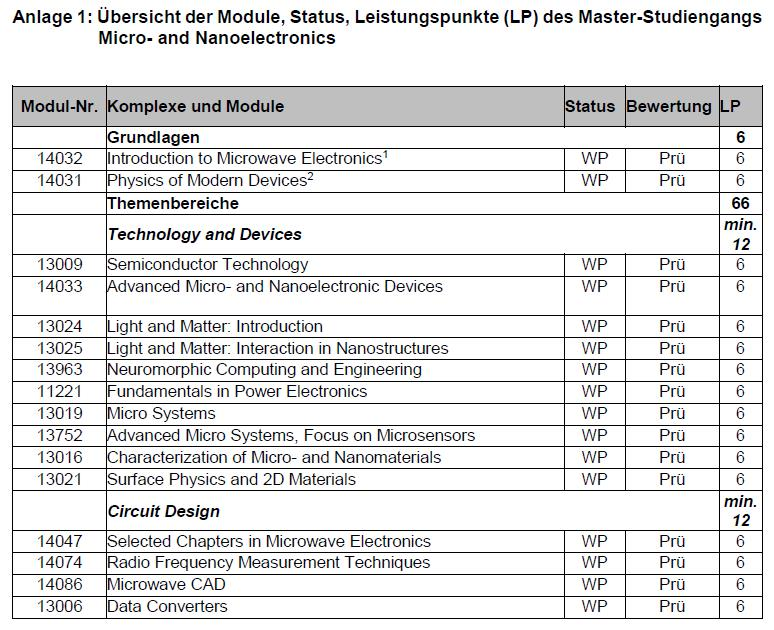 Anlage 1: Übersicht der Module, Status, Leistungspunkte (LP) des Master-Studiengangs
Micro- and Nanoelectronics
Modul-Nr. Komplexe und Module Status Bewertung LP
Grundlagen 6
14032 Introduction to Microwave Electronics¹ WP Prü 6
14031 Physics of Modern Devices² WP Prü 6
Themenbereiche 66
Technology and Devices min. 12
13009 Semiconductor Technology WP Prü 6
14033 Advanced Micro- and Nanoelectronic Devices WP Prü 6
13024 Light and Matter: Introduction WP Prü 6
13025 Light and Matter: Interaction in Nanostructures WP Prü 6
13963 Neuromorphic Computing and Engineering WP Prü 6
11221 Fundamentals in Power Electronics WP Prü 6
13019 Micro Systems WP Prü 6
13752 Advanced Micro Systems, Focus on Microsensors WP Prü 6
13016 Characterization of Micro- and Nanomaterials WP Prü 6
13021 Surface Physics and 2D Materials WP Prü 6
Circuit Design min. 12
14047 Selected Chapters in Microwave Electronics WP Prü 6
14074 Radio Frequency Measurement Techniques WP Prü 6
14086 Microwave CAD WP Prü 6
13006 Data Converters WP Prü 6